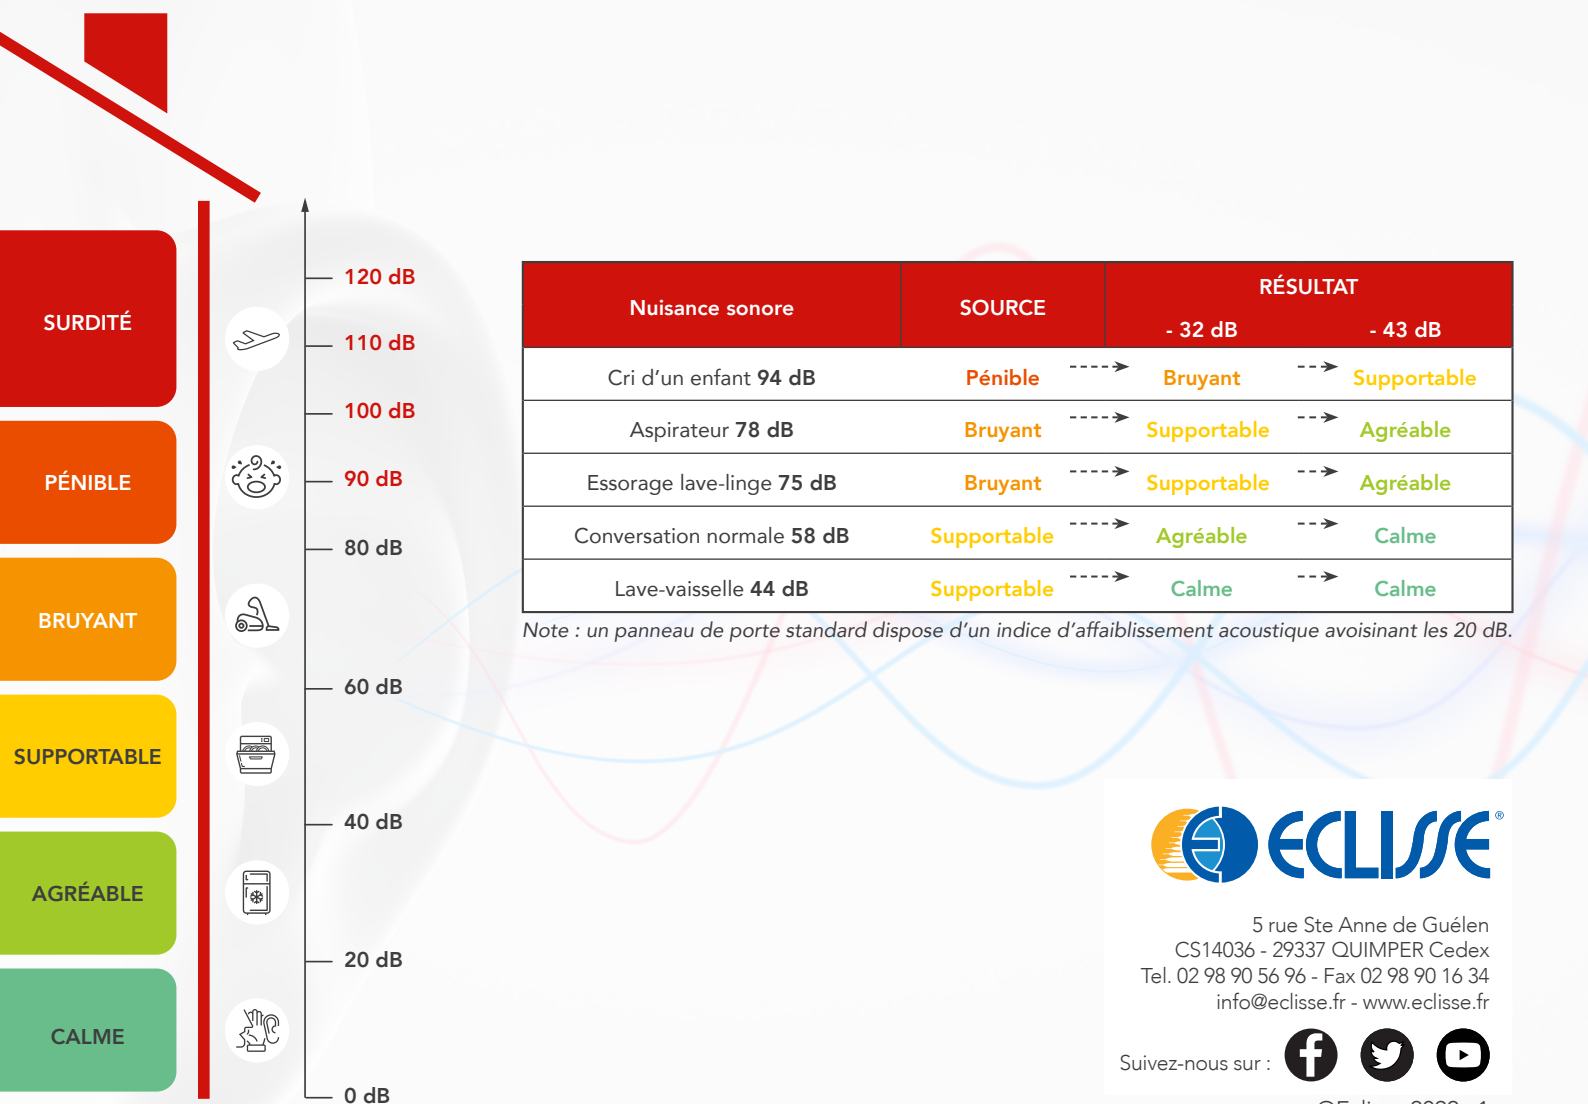 SURDITÉ
PÉNIBLE
BRUYANT
SUPPORTABLE
AGRÉABLE
CALME
120 dB
110 dB
100 dB
90 dB
80 dB
60 dB
40 dB
20 dB
0 dB
Nuisance sonore SOURCE RÉSULTAT
- 32 dB - 43 dB
Cri d’un enfant 94 dB Pénible Bruyant Supportable
Aspirateur 78 dB Bruyant Supportable Agréable
Essorage lave-linge 75 dB Bruyant Supportable Agréable
Conversation normale 58 dB Supportable Agréable Calme
Lave-vaisselle 44 dB Supportable Calme Calme
Note : un panneau de porte standard dispose d’un indice d’affaiblissement acoustique avoisinant les 20 dB.
ECLISSE®
5 rue Ste Anne de Guélen
CS14036 - 29337 QUIMPER Cedex
Tel. 02 98 90 56 96 - Fax 02 98 90 16 34
info@eclisse.fr - www.eclisse.fr
Suivez-nous sur :